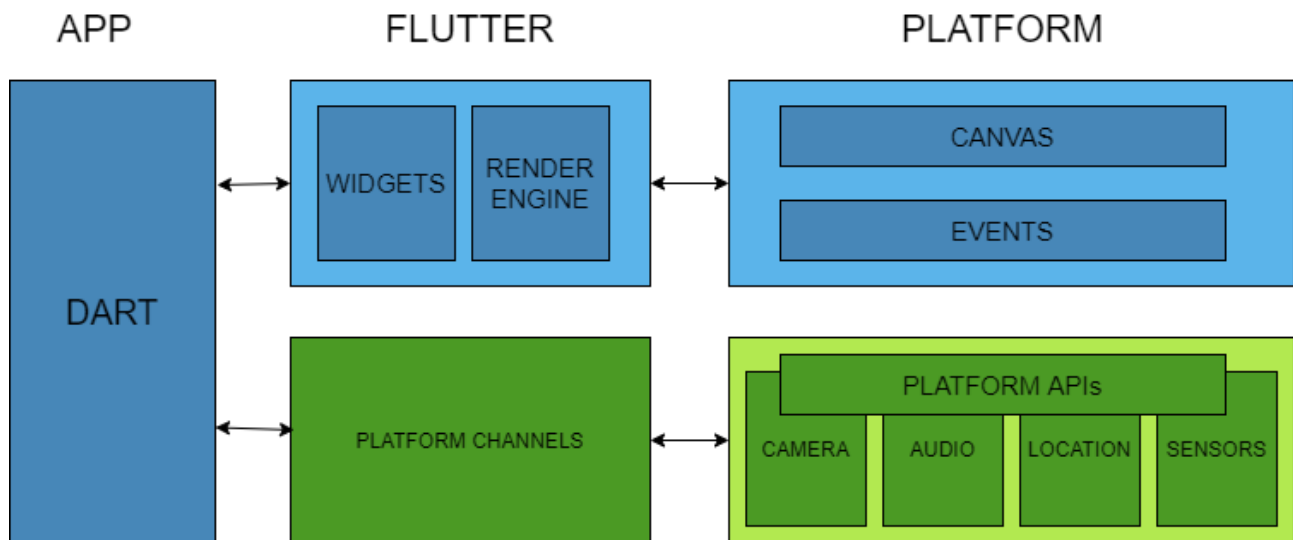 APP
FLUTTER
PLATFORM
DART
WIDGETS
RENDER
ENGINE
CANVAS
EVENTS
PLATFORM CHANNELS
PLATFORM APIs
CAMERA
AUDIO
LOCATION
SENSORS